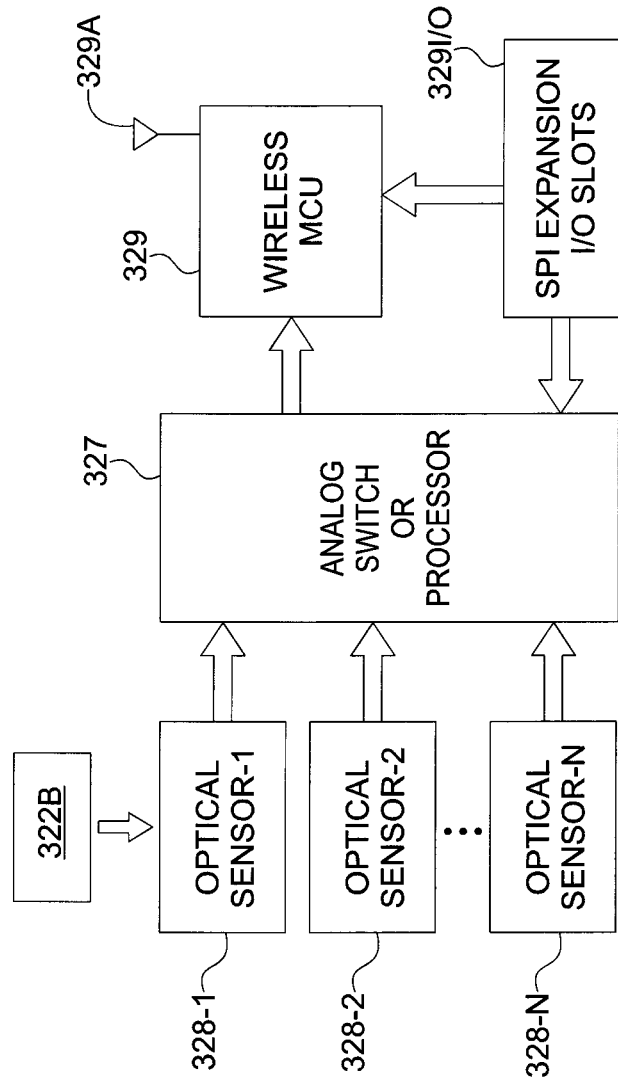 322B
OPTICAL
SENSOR-1
328-1
OPTICAL
SENSOR-2
328-2
OPTICAL
SENSOR-N
328-N
327
ANALOG
SWITCH
OR
PROCESSOR
329
329A
WIRELESS
MCU
329I/O
SPI EXPANSION
I/O SLOTS